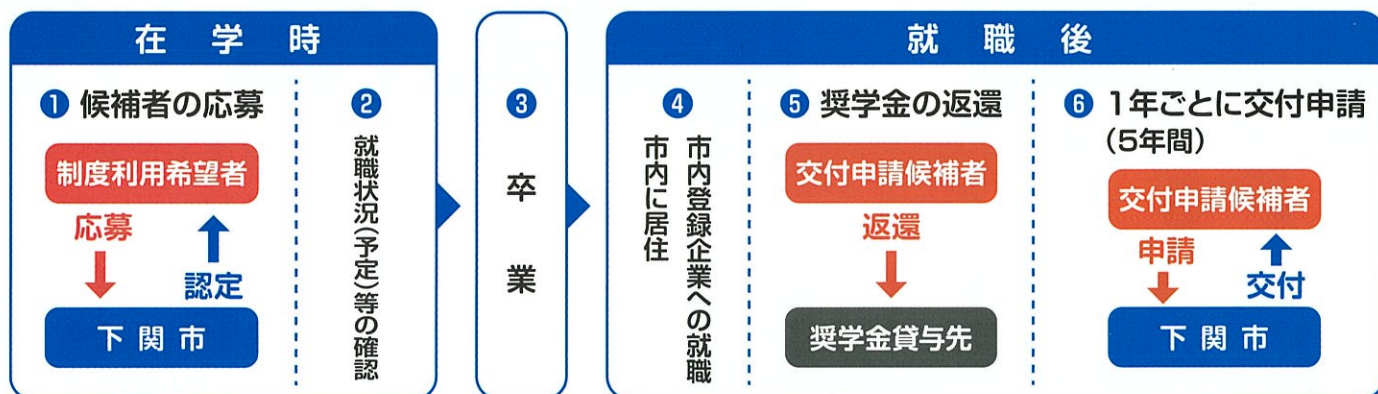 在学時
❶ 候補者の応募
制度利用希望者
応募
認定
下関市
❷
就職状況(予定)等の確認
❸
卒業
就職後
❹
市内登録企業への就職
市内に居住
❺ 奨学金の返還
交付申請候補者
返還
奨学金貸与先
❻ 1年ごとに交付申請
(5年間)
交付申請候補者
申請
交付
下関市